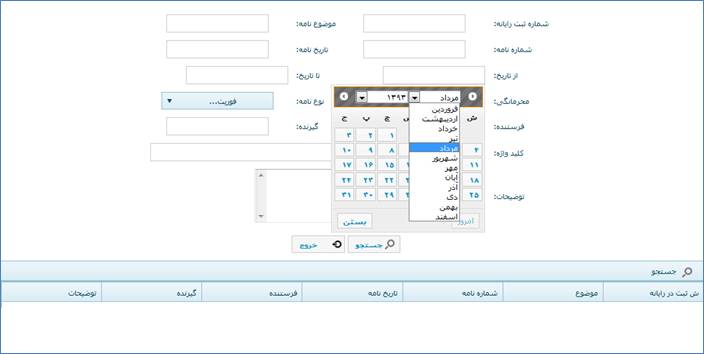 شماره ثبت رایانه: موضوع نامه:
شماره نامه: تاریخ نامه:
از تاریخ: تا تاریخ:
محرمانگی: نوع نامه: فوریت...
فرستنده: گیرنده:
کلید واژه:
توضیحات:
مرداد ۱۳۹۳
فروردین
اردیبهشت
خرداد
تیر
مرداد
شهریور
مهر
آبان
آذر
دی
بهمن
اسفند
ش چ پ ج
۱ ۲ ۳
۴ ۸ ۹ ۱۰
۱۱ ۱۵ ۱۶ ۱۷
۱۸ ۲۲ ۲۳ ۲۴
۲۵ ۲۹ ۳۰ ۳۱
امروز بستن
جستجو خروج
جستجو
ش ثبت در رایانه موضوع شماره نامه تاریخ نامه فرستنده گیرنده توضیحات